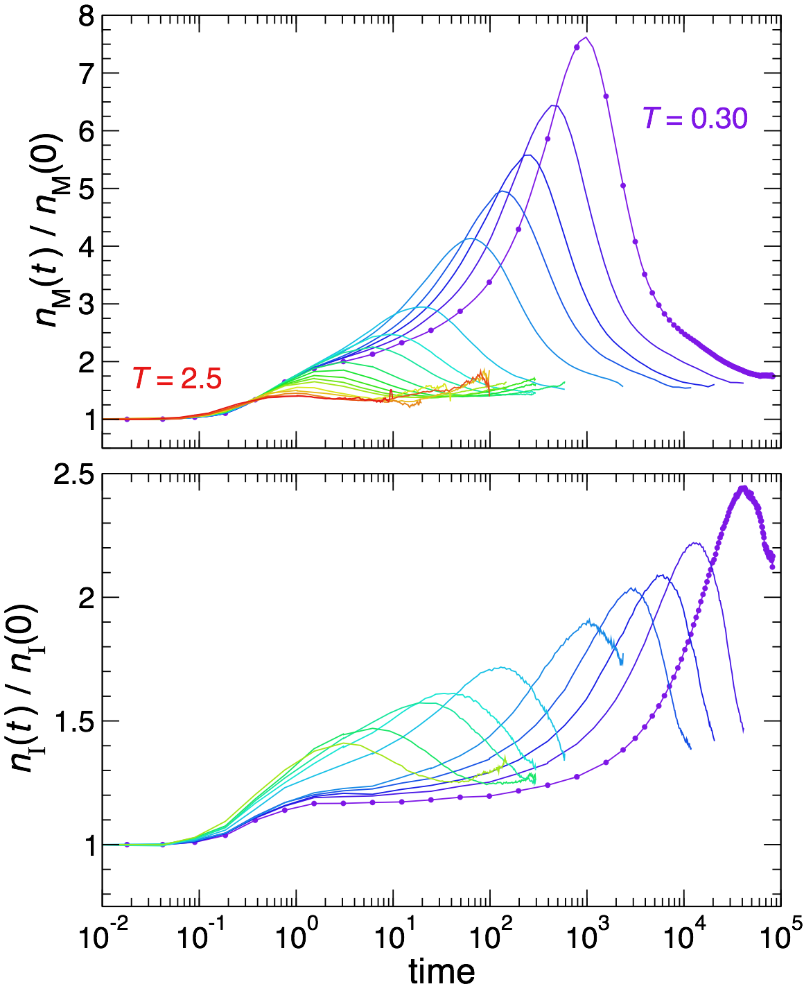 8
7
6
5
4
3
2
1
n_M(t) / n_M(0)
T = 0.30
T = 2.5
2.5
2
1.5
1
n_I(t) / n_I(0)
10^-2 10^-1 10^0 10^1 10^2 10^3 10^4 10^5
time